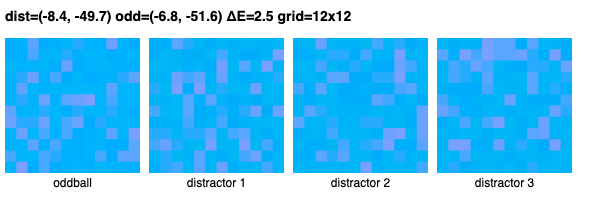 dist=(-8.4, -49.7) odd=(-6.8, -51.6) ΔE=2.5 grid=12x12
oddball
distractor 1
distractor 2
distractor 3